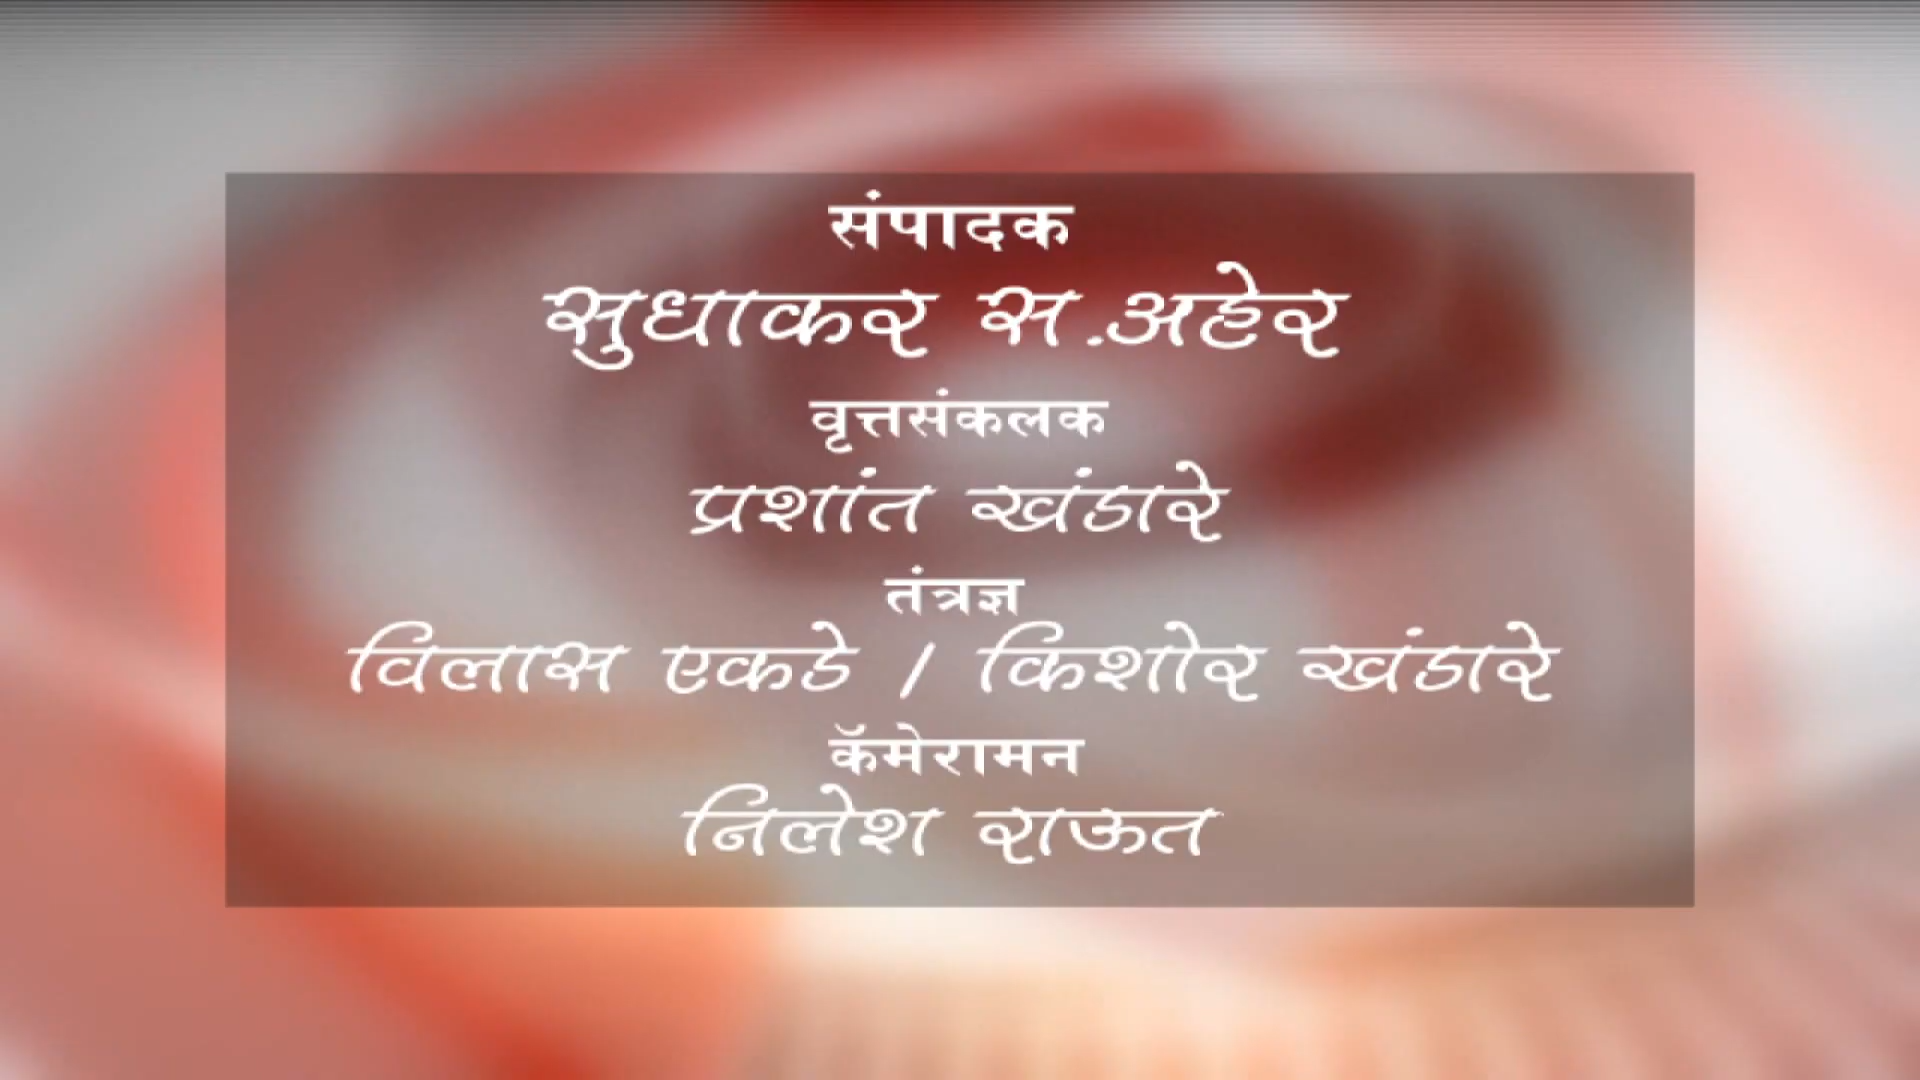 संपादक
सुधाकर स.अहेर
वृत्तसंकलक
प्रशांत खंडारे
तंत्रज्ञ
विलास एकडे / किशोर खंडारे
कॅमेरामन
निलेश राऊत